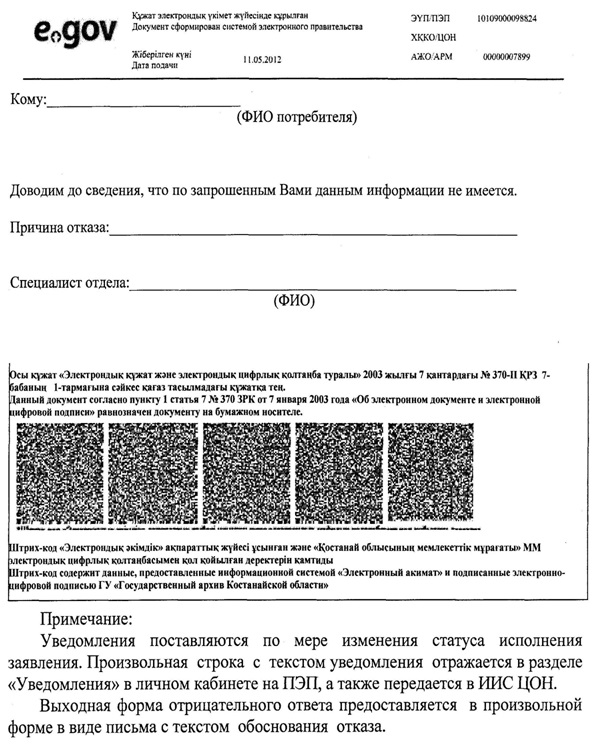 e.gov
Құжат электрондық үкімет жүйесінде құрылған
Документ сформирован системой электронного правительства
ЭҮП/ПЭП 10109000098824
ХККО/ЦОН
Жіберілген күні
Дата подачи 11.05.2012
АЖО/АРМ 00000007899
Кому:
(ФИО потребителя)
Доводим до сведения, что по запрошенным Вами данным информации не имеется.
Причина отказа:
Специалист отдела:
(ФИО)
Осы құжат «Электрондық құжат және электрондық цифрлық қолтаңба туралы» 2003 жылғы 7 қантардағы № 370-II ҚРЗ 7-
бабаның 1-тармағына сәйкес қағаз тасылмадағы құжатқа тең.
Данный документ согласно пункту 1 статья 7 № 370 ЗРК от 7 января 2003 года «Об электронном документе и электронной
цифровой подписи» равнозначен документу на бумажном носителе.
Штрих-код «Электрондық әкімдік» ақпараттық жүйесі ұсынған және «Қостанай облысының мемлекеттік мұрағаты» ММ
электрондық цифрлық қолтаңбасымен қол қойылған деректерін қамтиды
Штрих-код содержит данные, предоставленные информационной системой «Электронный акимат» и подписанные электронно-
цифровой подписью ГУ «Государственный архив Костанайской области»
Примечание:
Уведомления поставляются по мере изменения статуса исполнения
заявления. Произвольная строка с текстом уведомления отражается в разделе
«Уведомления» в личном кабинете на ПЭП, а также передается в ИИС ЦОН.
Выходная форма отрицательного ответа предоставляется в произвольной
форме в виде письма с текстом обоснования отказа.